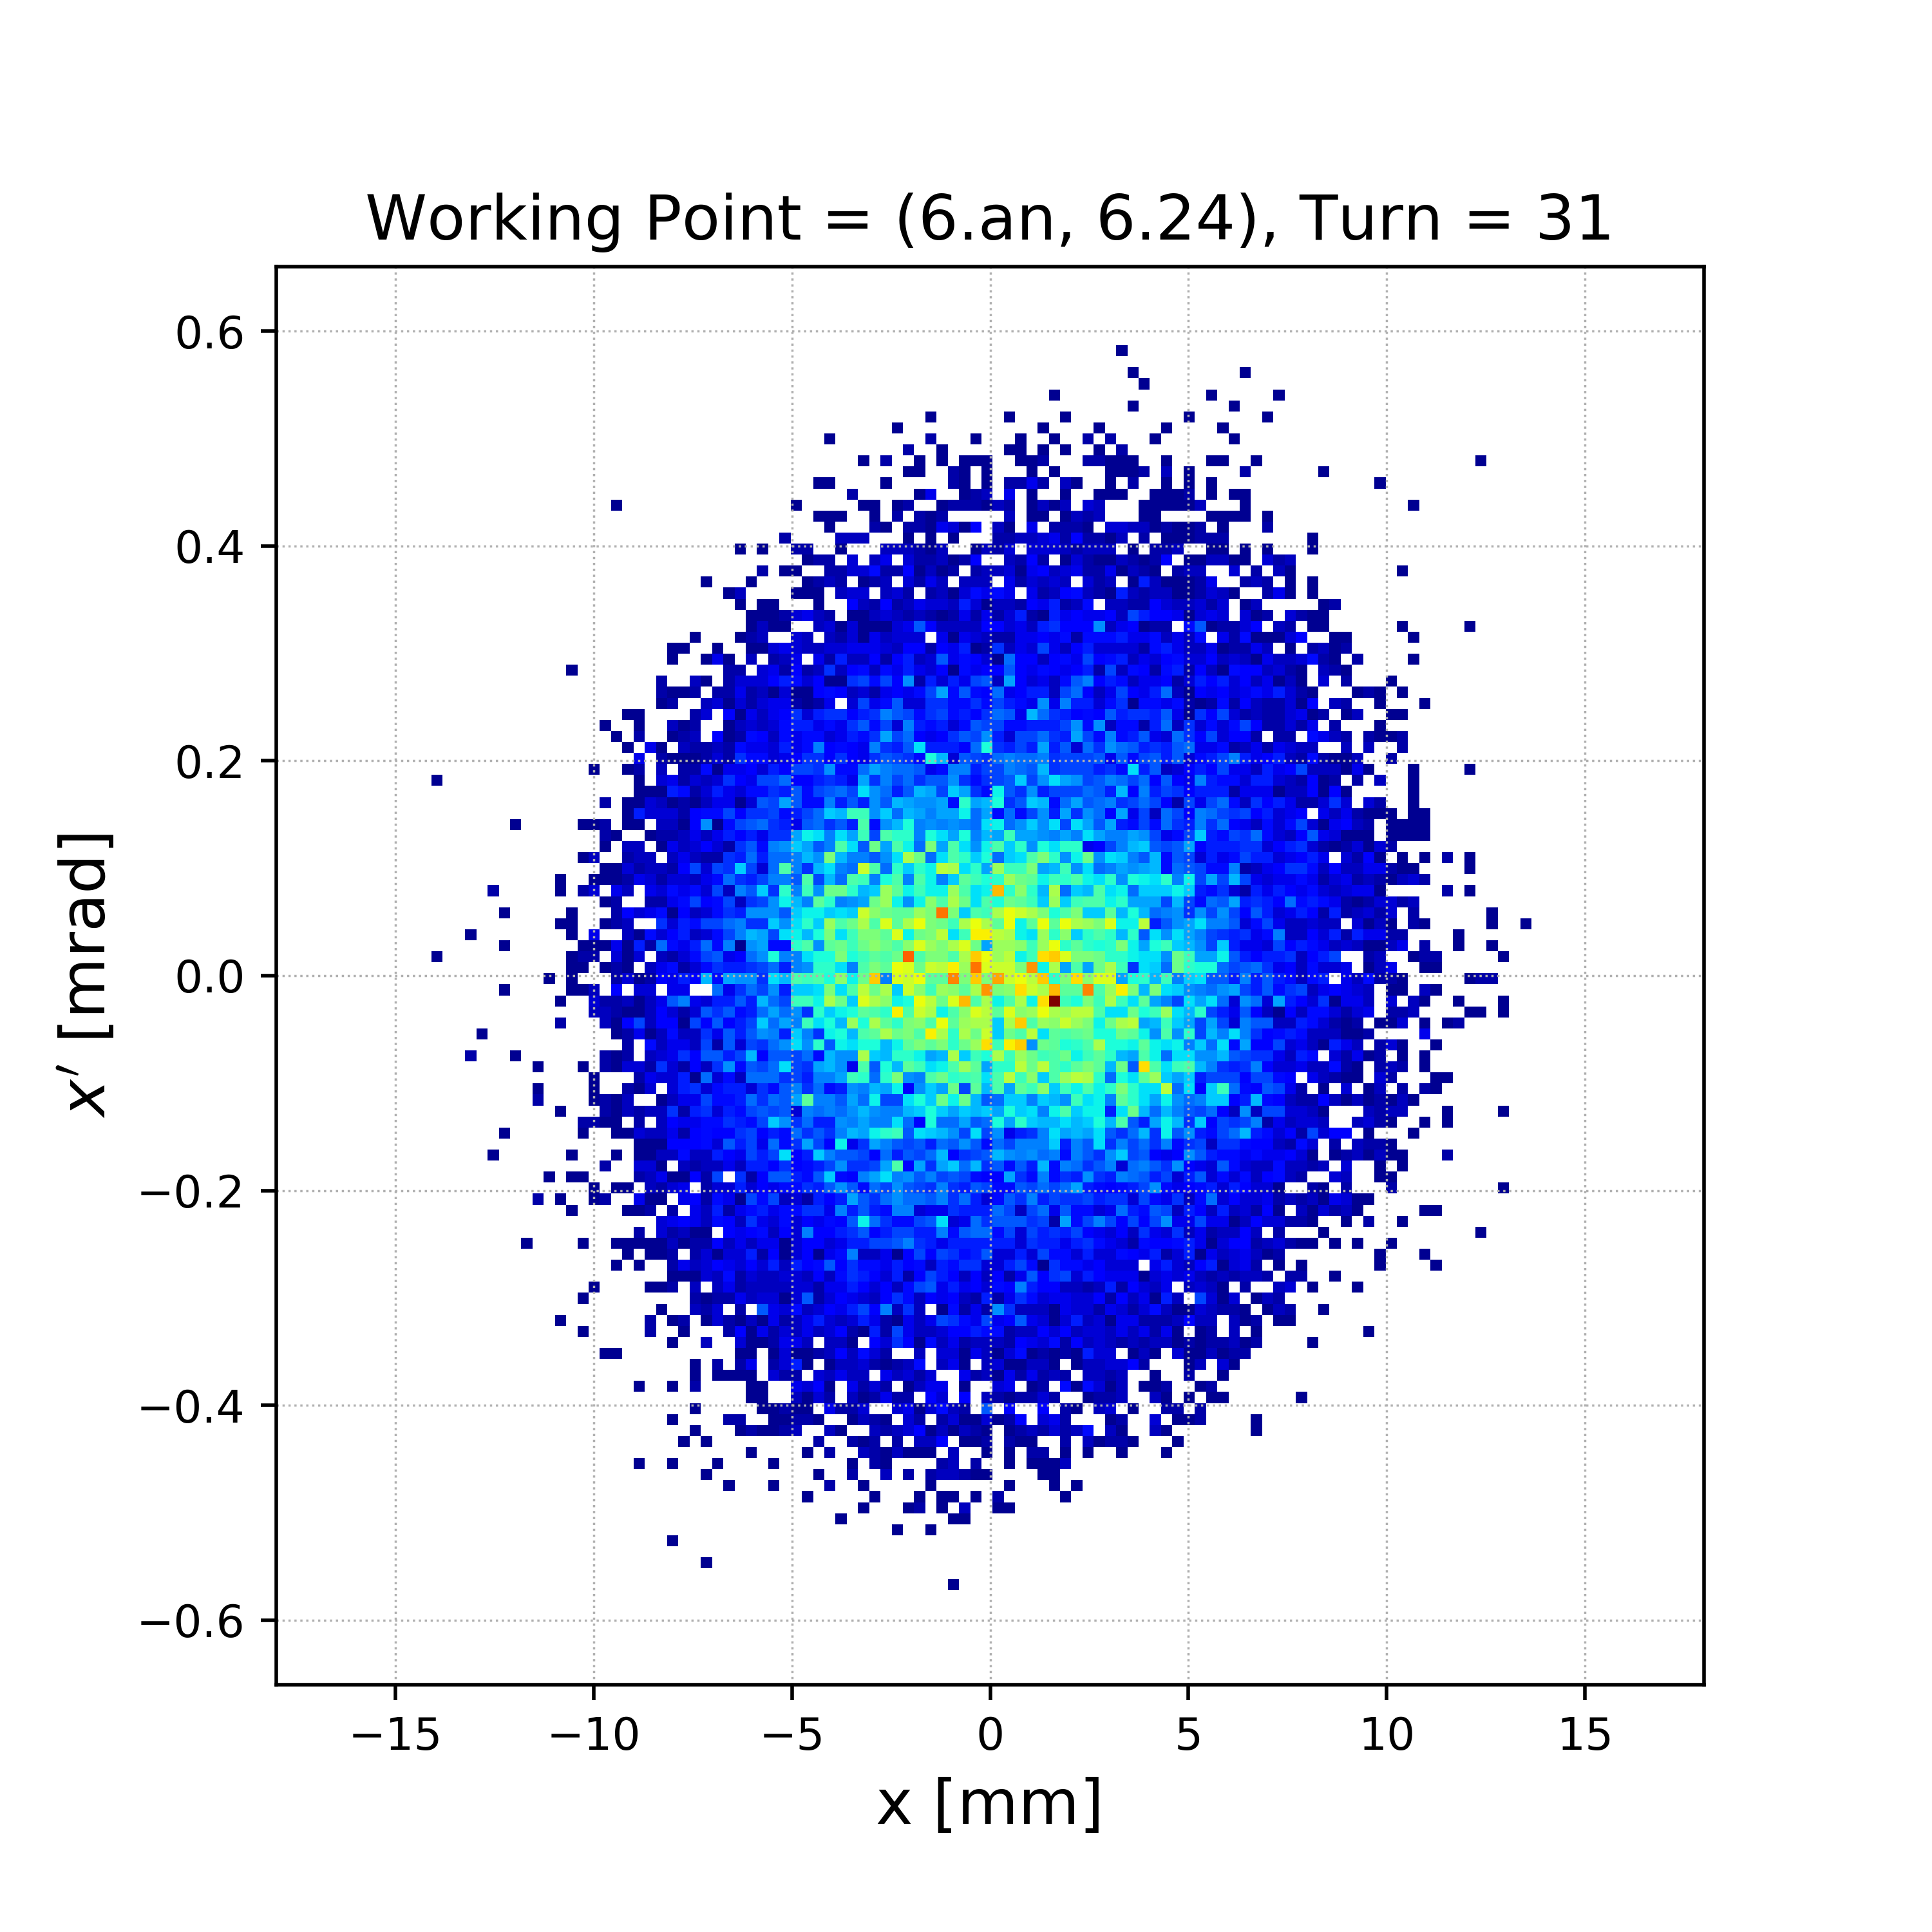 Working Point = (6.an, 6.24), Turn = 31
0.6
0.4
0.2
0.0
−0.2
−0.4
−0.6
x′ [mrad]
−15 −10 −5 0 5 10 15
x [mm]